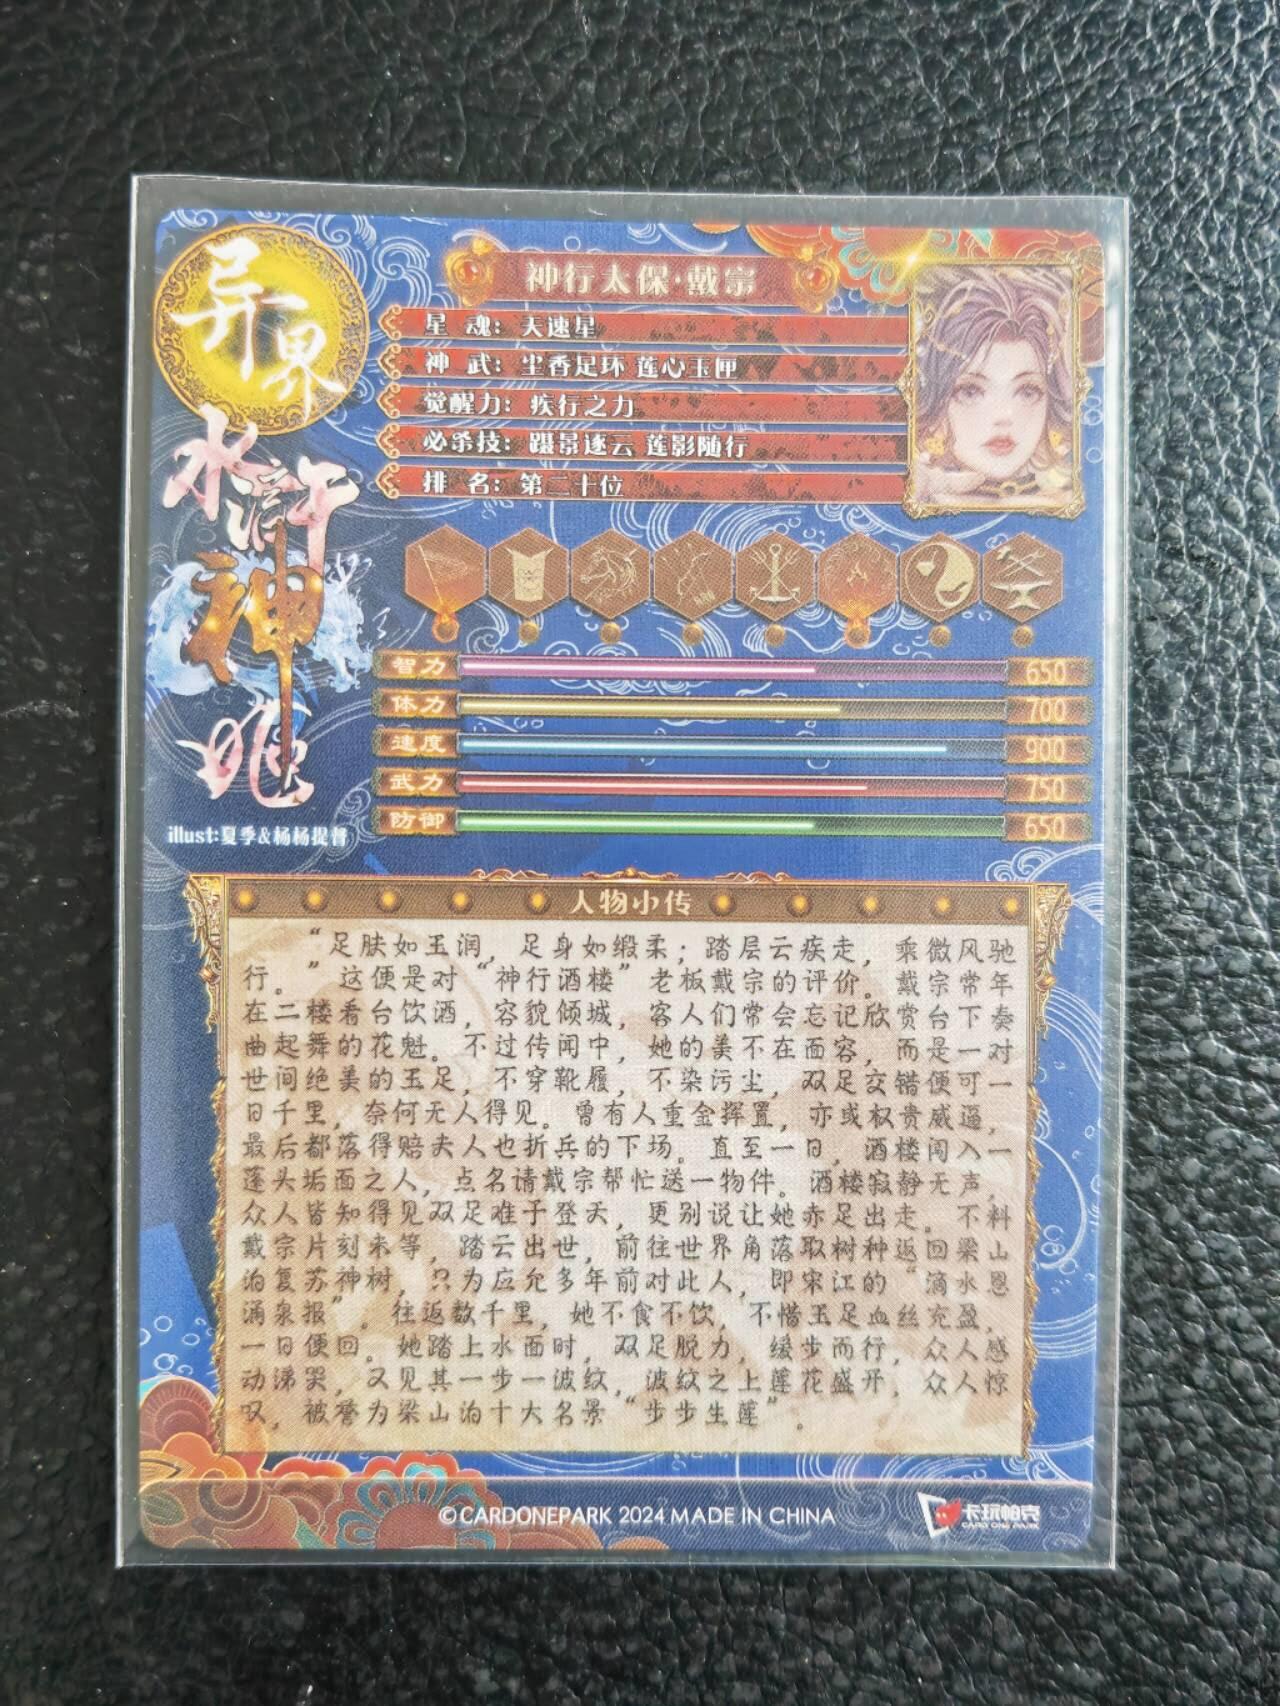 异界
水浒
神
姬
illust:夏季&杨杨提督
神行太保·戴宗
星 魂：天速星
神 武：尘香足环 莲心玉匣
觉醒力：疾行之力
必杀技：蹑景逐云 莲影随行
排 名：第二十位
智力 650
体力 700
速度 900
武力 750
防御 650
人物小传
“足肤如玉润，足身如缎柔；踏层云疾走，乘微风驰
行。”这便是对“神行酒楼”老板戴宗的评价。戴宗常年
在二楼看台饮酒，容貌倾城，客人们常会忘记欣赏台下奏
曲起舞的花魁。不过传闻中，她的美不在面容，而是一对
世间绝美的玉足，不穿靴履，不染污尘，双足交错便可一
日千里，奈何无人得见。曾有人重金挥置，亦或权贵威逼，
最后都落得赔夫人也折兵的下场。直至一日，酒楼闯入一
蓬头垢面之人，点名请戴宗帮忙送一物件。酒楼寂静无声，
众人皆知得见双足难于登天，更别说让她赤足出走。不料
戴宗片刻未等，踏云出世，前往世界角落取树种返回梁山
泊复苏神树，只为应允多年前对此人，即宋江的“滴水恩
涌泉报”。往返数千里，她不食不饮，不惜玉足血丝充盈，
一日便回。她踏上水面时，双足脱力，缓步而行，众人感
动涕哭，又见其一步一波纹，波纹之上莲花盛开，众人惊
叹，被誉为梁山泊十大名景“步步生莲”。
©CARDONEPARK 2024 MADE IN CHINA
卡玩帕克
CARD ONE PARK